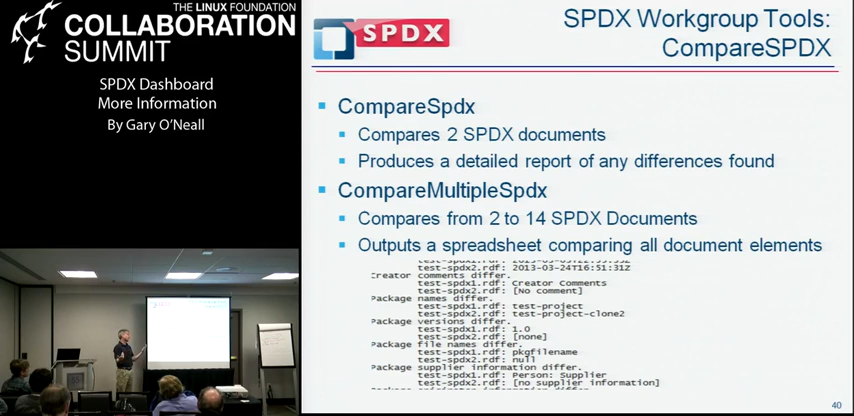 THE LINUX FOUNDATION
COLLABORATION
SUMMIT
SPDX Dashboard
More Information
By Gary O'Neall
SPDX
SPDX Workgroup Tools:
CompareSPDX
CompareSpdx
Compares 2 SPDX documents
Produces a detailed report of any differences found
CompareMultipleSpdx
Compares from 2 to 14 SPDX Documents
Outputs a spreadsheet comparing all document elements
test-spdx2.rdf: 2013-03-24T16:51:31Z
Creator comments differ.
test-spdx1.rdf: Creator Comments
test-spdx2.rdf: [No comment]
Package names differ.
test-spdx1.rdf: test-project
test-spdx2.rdf: test-project-clone2
Package versions differ.
test-spdx1.rdf: 1.0
test-spdx2.rdf: [none]
Package file names differ.
test-spdx1.rdf: pkgfilename
test-spdx2.rdf: null
Package supplier information differ.
test-spdx1.rdf: Person: Supplier
test-spdx2.rdf: [no supplier information]
40